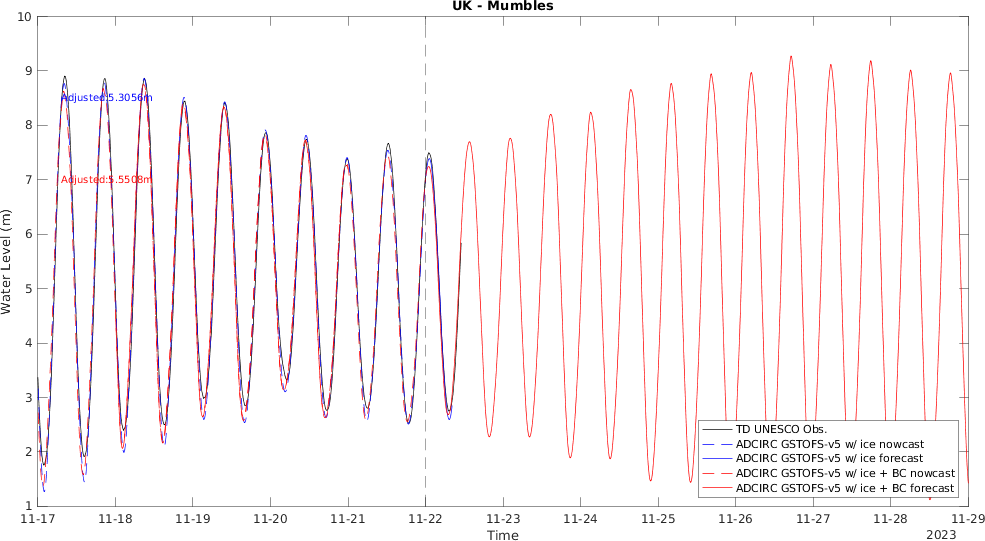 UK - Mumbles
10
9
8
7
6
5
4
3
2
1
Water Level (m)
Adjusted:5.3056m
Adjusted:5.5508m
TD UNESCO Obs.
ADCIRC GSTOFS-v5 w/ ice nowcast
ADCIRC GSTOFS-v5 w/ ice forecast
ADCIRC GSTOFS-v5 w/ ice + BC nowcast
ADCIRC GSTOFS-v5 w/ ice + BC forecast
11-17 11-18 11-19 11-20 11-21 11-22 11-23 11-24 11-25 11-26 11-27 11-28 11-29
Time
2023